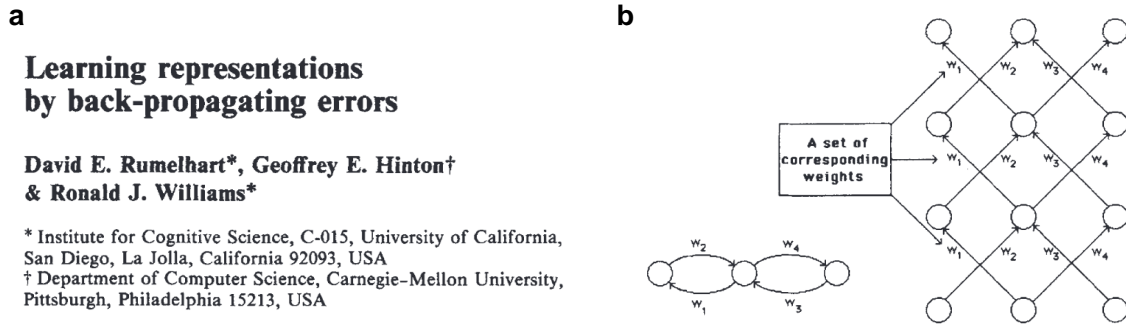 a
Learning representations
by back-propagating errors
David E. Rumelhart*, Geoffrey E. Hinton†
& Ronald J. Williams*
* Institute for Cognitive Science, C-015, University of California,
San Diego, La Jolla, California 92093, USA
† Department of Computer Science, Carnegie-Mellon University,
Pittsburgh, Philadelphia 15213, USA
b
W₂
W₄
W₁
W₃
A set of
corresponding
weights
W₁ W₂ W₃ W₄
W₁ W₂ W₃ W₄
W₁ W₂ W₃ W₄